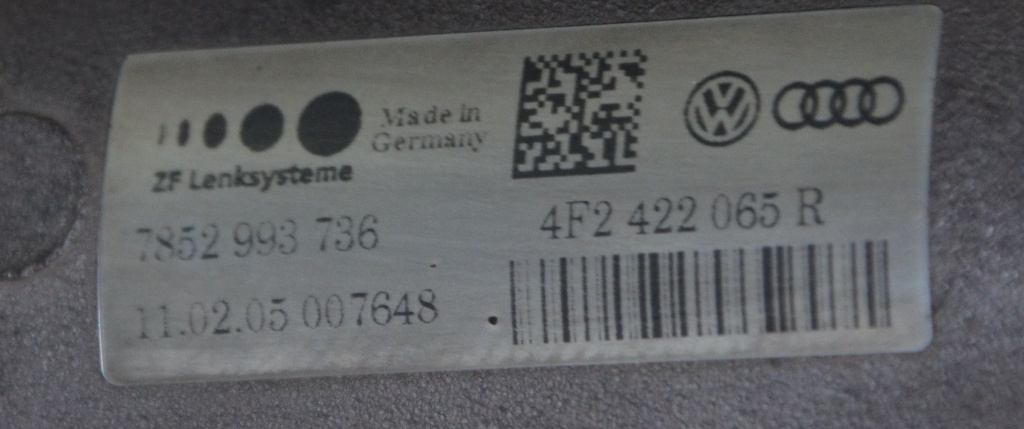 Made in
Germany
ZF Lenksysteme
7852 993 736
4F2 422 065 R
11.02.05 007648